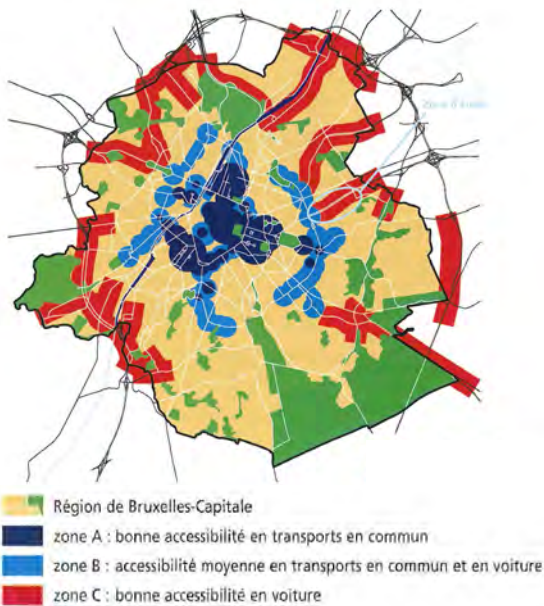 Région de Bruxelles-Capitale
zone A : bonne accessibilité en transports en commun
zone B : accessibilité moyenne en transports en commun et en voiture
zone C : bonne accessibilité en voiture